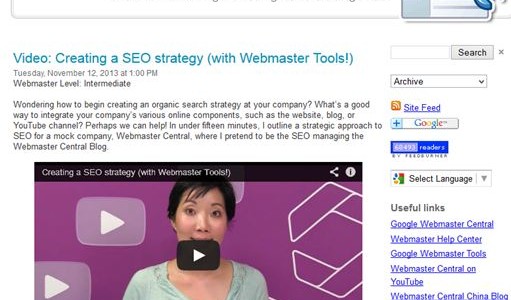 Video: Creating a SEO strategy (with Webmaster Tools!)
Tuesday, November 12, 2013 at 1:00 PM
Webmaster Level: Intermediate
Wondering how to begin creating an organic search strategy at your company? What's a good
way to integrate your company's various online components, such as the website, blog, or
YouTube channel? Perhaps we can help! In under fifteen minutes, I outline a strategic approach to
SEO for a mock company, Webmaster Central, where I pretend to be the SEO managing the
Webmaster Central Blog.
Creating a SEO strategy (with Webmaster Tools!)
Search
×
Archive
Site Feed
+ Google
60493 readers
BY FEEDBURNER
Select Language
Useful links
Google Webmaster Central
Webmaster Help Center
Google Webmaster Tools
Webmaster Central on
YouTube
Webmaster Central China Blog